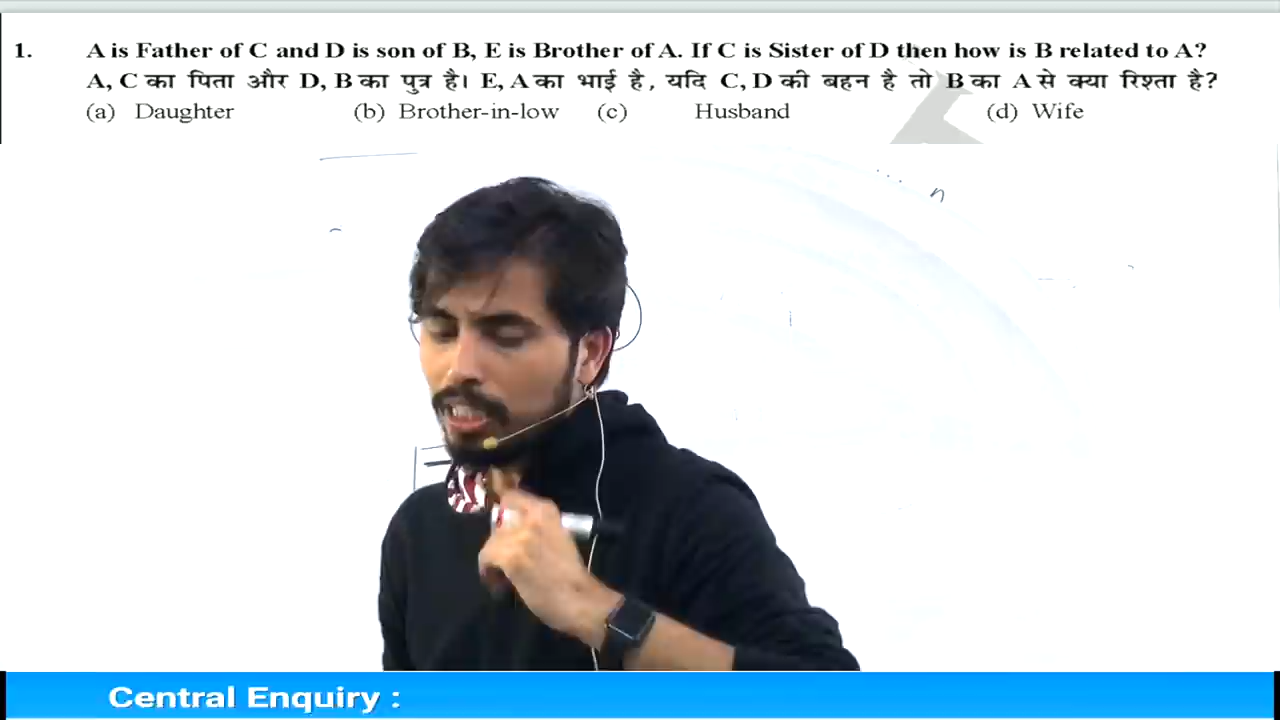 1. A is Father of C and D is son of B, E is Brother of A. If C is Sister of D then how is B related to A?
A, C का पिता और D, B का पुत्र है। E, A का भाई है, यदि C, D की बहन है तो B का A से क्या रिश्ता है?
(a) Daughter (b) Brother-in-low (c) Husband (d) Wife
n
Central Enquiry :